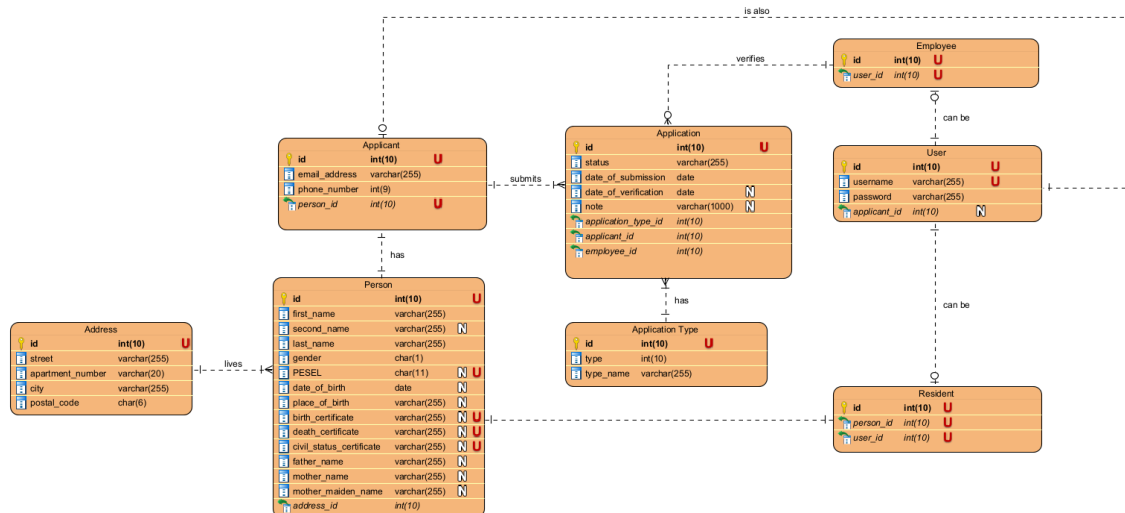 is also
Employee
id int(10) U
user_id int(10) U
verifies
can be
Applicant
id int(10) U
email_address varchar(255)
phone_number int(9)
person_id int(10) U
submits
Application
id int(10) U
status varchar(255)
date_of_submission date
date_of_verification date N
note varchar(1000) N
application_type_id int(10)
applicant_id int(10)
employee_id int(10)
User
id int(10) U
username varchar(255) U
password varchar(255)
applicant_id int(10) N
has
Person
id int(10) U
first_name varchar(255)
second_name varchar(255) N
last_name varchar(255)
gender char(1)
PESEL char(11) N U
date_of_birth date N
place_of_birth varchar(255) N
birth_certificate varchar(255) N U
death_certificate varchar(255) N U
civil_status_certificate varchar(255) N U
father_name varchar(255) N
mother_name varchar(255) N
mother_maiden_name varchar(255) N
address_id int(10)
has
can be
Application Type
id int(10) U
type int(10)
type_name varchar(255)
Address
id int(10) U
street varchar(255)
apartment_number varchar(20)
city varchar(255)
postal_code char(6)
lives
Resident
id int(10) U
person_id int(10) U
user_id int(10) U